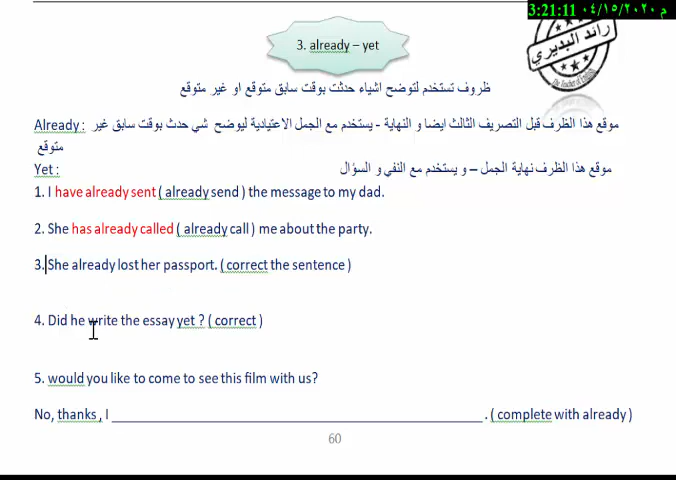 3:21:11 ٠٤/١٥/٢٠٢٠ م
رائد البديري
The Teacher of English
3. already – yet
ظروف تستخدم لتوضح اشياء حدثت بوقت سابق متوقع او غير متوقع
Already : موقع هذا الظرف قبل التصريف الثالث ايضا و النهاية - يستخدم مع الجمل الاعتيادية ليوضح شي حدث بوقت سابق غير
متوقع
Yet : موقع هذا الظرف نهاية الجمل – و يستخدم مع النفي و السؤال
1. I have already sent ( already send ) the message to my dad.
2. She has already called ( already call ) me about the party.
3. She already lost her passport. ( correct the sentence )
4. Did he write the essay yet ? ( correct )
5. would you like to come to see this film with us?
No, thanks , I ______________________________ . ( complete with already )
60